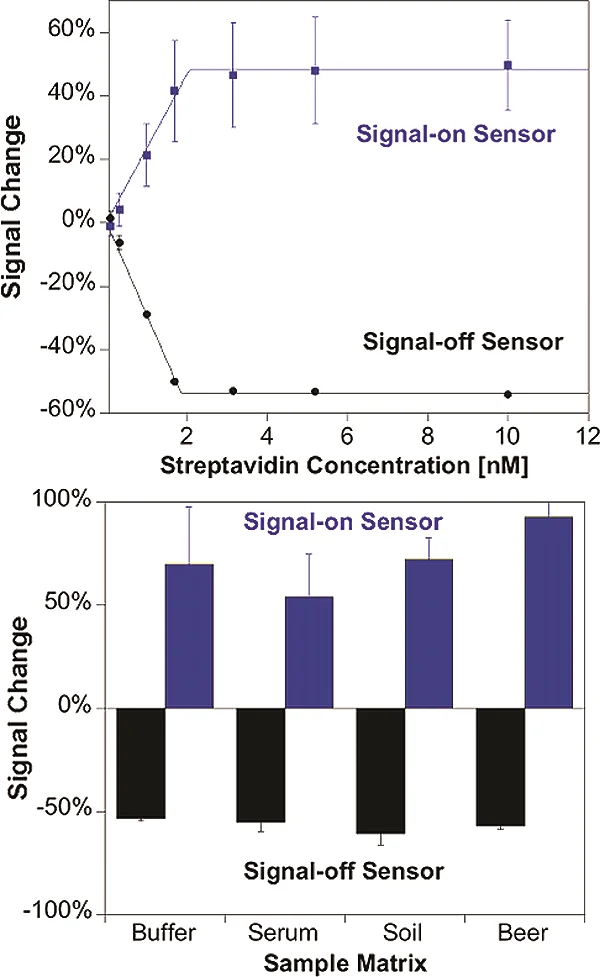 60%
40%
20%
0%
-20%
-40%
-60%
Signal Change
Signal-on Sensor
Signal-off Sensor
2 4 6 8 10 12
Streptavidin Concentration [nM]
100%
50%
0%
-50%
-100%
Signal Change
Signal-on Sensor
Signal-off Sensor
Buffer Serum Soil Beer
Sample Matrix